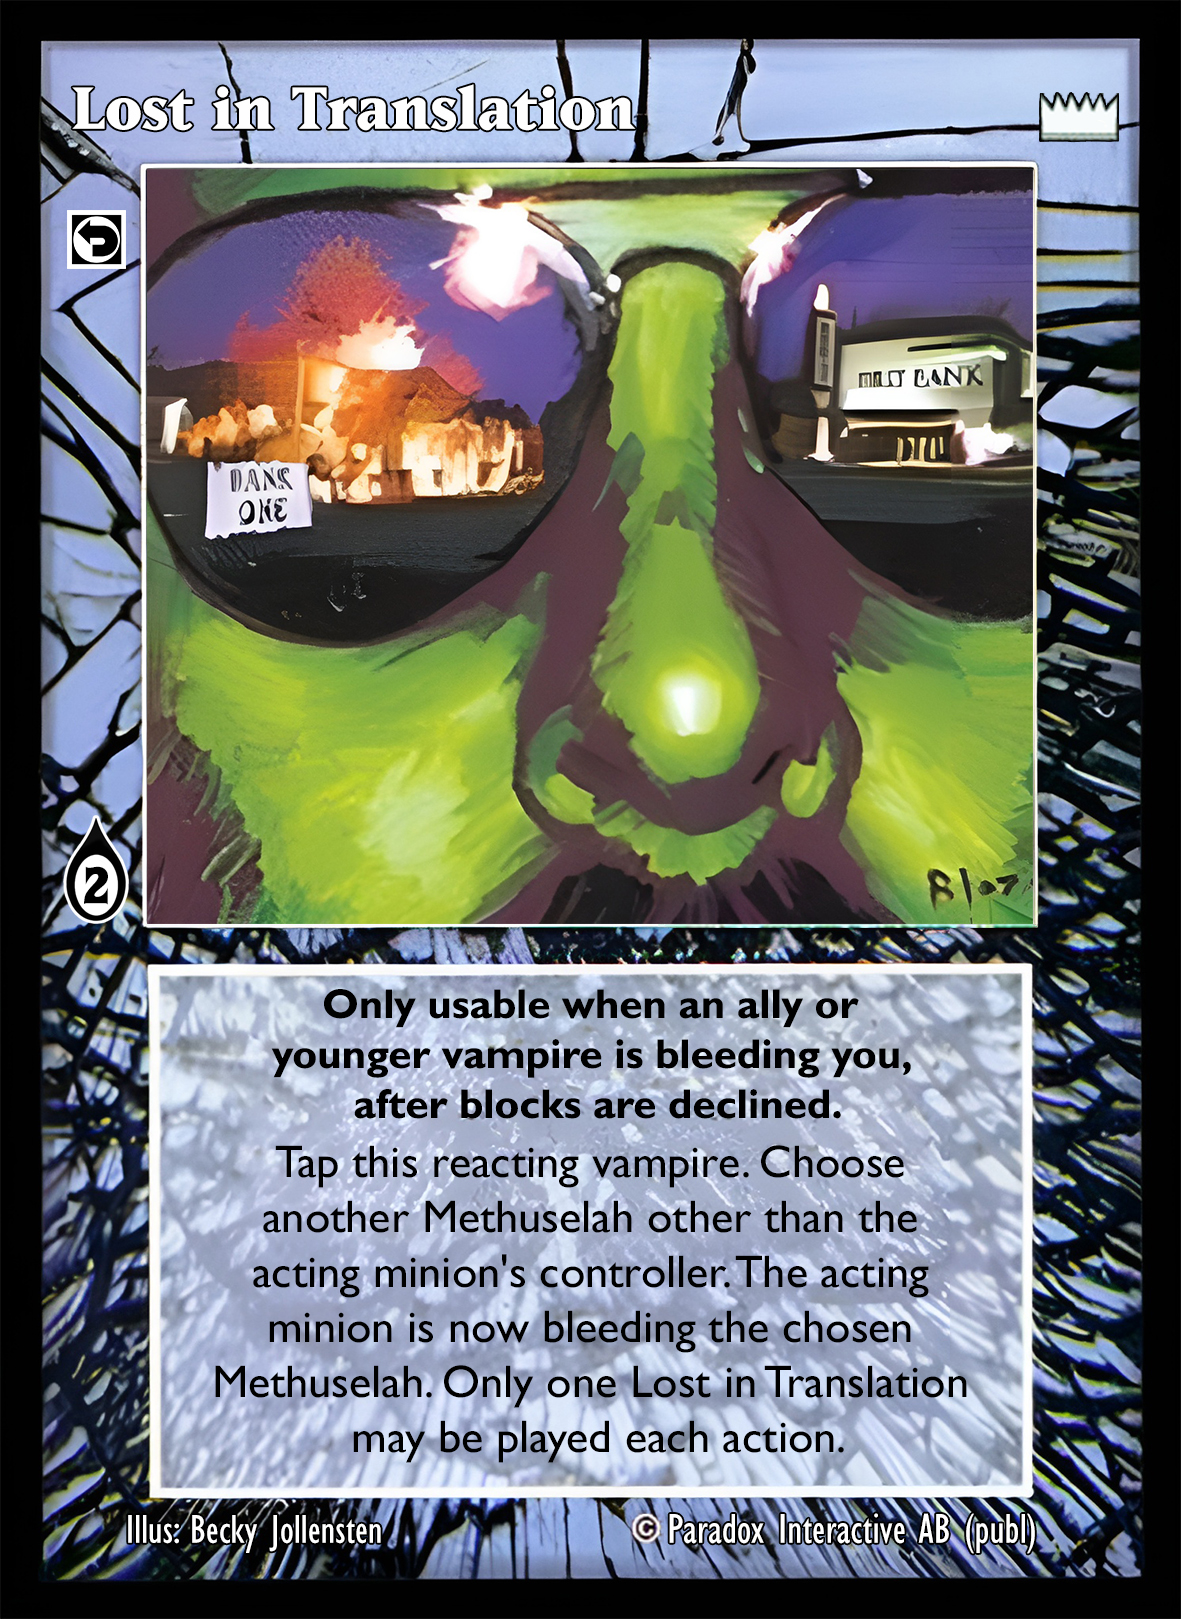 Lost in Translation
DANK
ONE
2
Only usable when an ally or
younger vampire is bleeding you,
after blocks are declined.
Tap this reacting vampire. Choose
another Methuselah other than the
acting minion's controller. The acting
minion is now bleeding the chosen
Methuselah. Only one Lost in Translation
may be played each action.
Illus: Becky Jollensten
© Paradox Interactive AB (publ)